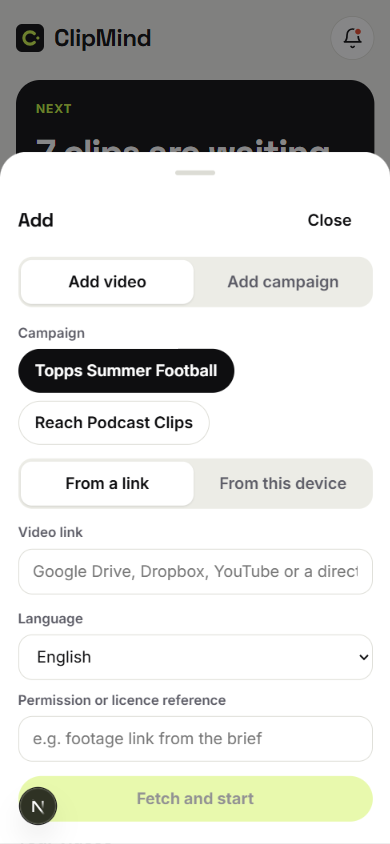 ClipMind
NEXT
7 clips are waiting
Add
Close
Add video
Add campaign
Campaign
Topps Summer Football
Reach Podcast Clips
From a link
From this device
Video link
Google Drive, Dropbox, YouTube or a direct
Language
English
Permission or licence reference
e.g. footage link from the brief
N
Fetch and start